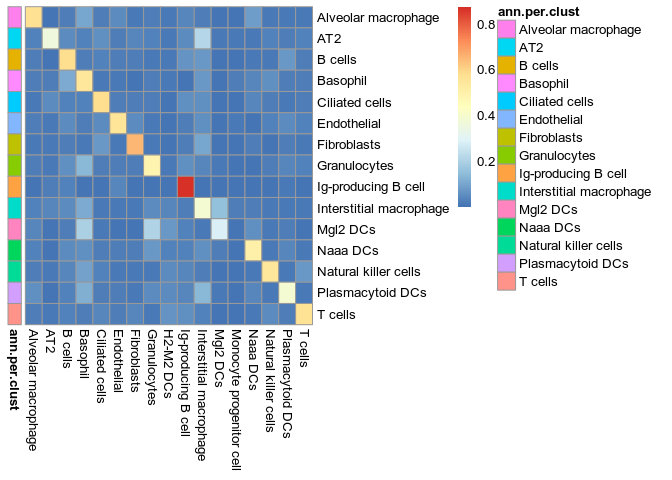 Alveolar macrophage
AT2
B cells
Basophil
Ciliated cells
Endothelial
Fibroblasts
Granulocytes
Ig-producing B cell
Interstitial macrophage
Mgl2 DCs
Naaa DCs
Natural killer cells
Plasmacytoid DCs
T cells
ann.per.clust
Alveolar macrophage
AT2
B cells
Basophil
Ciliated cells
Endothelial
Fibroblasts
Granulocytes
H2-M2 DCs
Ig-producing B cell
Interstitial macrophage
Mgl2 DCs
Monocyte progenitor cell
Naaa DCs
Natural killer cells
Plasmacytoid DCs
T cells
0.8
0.6
0.4
0.2
ann.per.clust
Alveolar macrophage
AT2
B cells
Basophil
Ciliated cells
Endothelial
Fibroblasts
Granulocytes
Ig-producing B cell
Interstitial macrophage
Mgl2 DCs
Naaa DCs
Natural killer cells
Plasmacytoid DCs
T cells